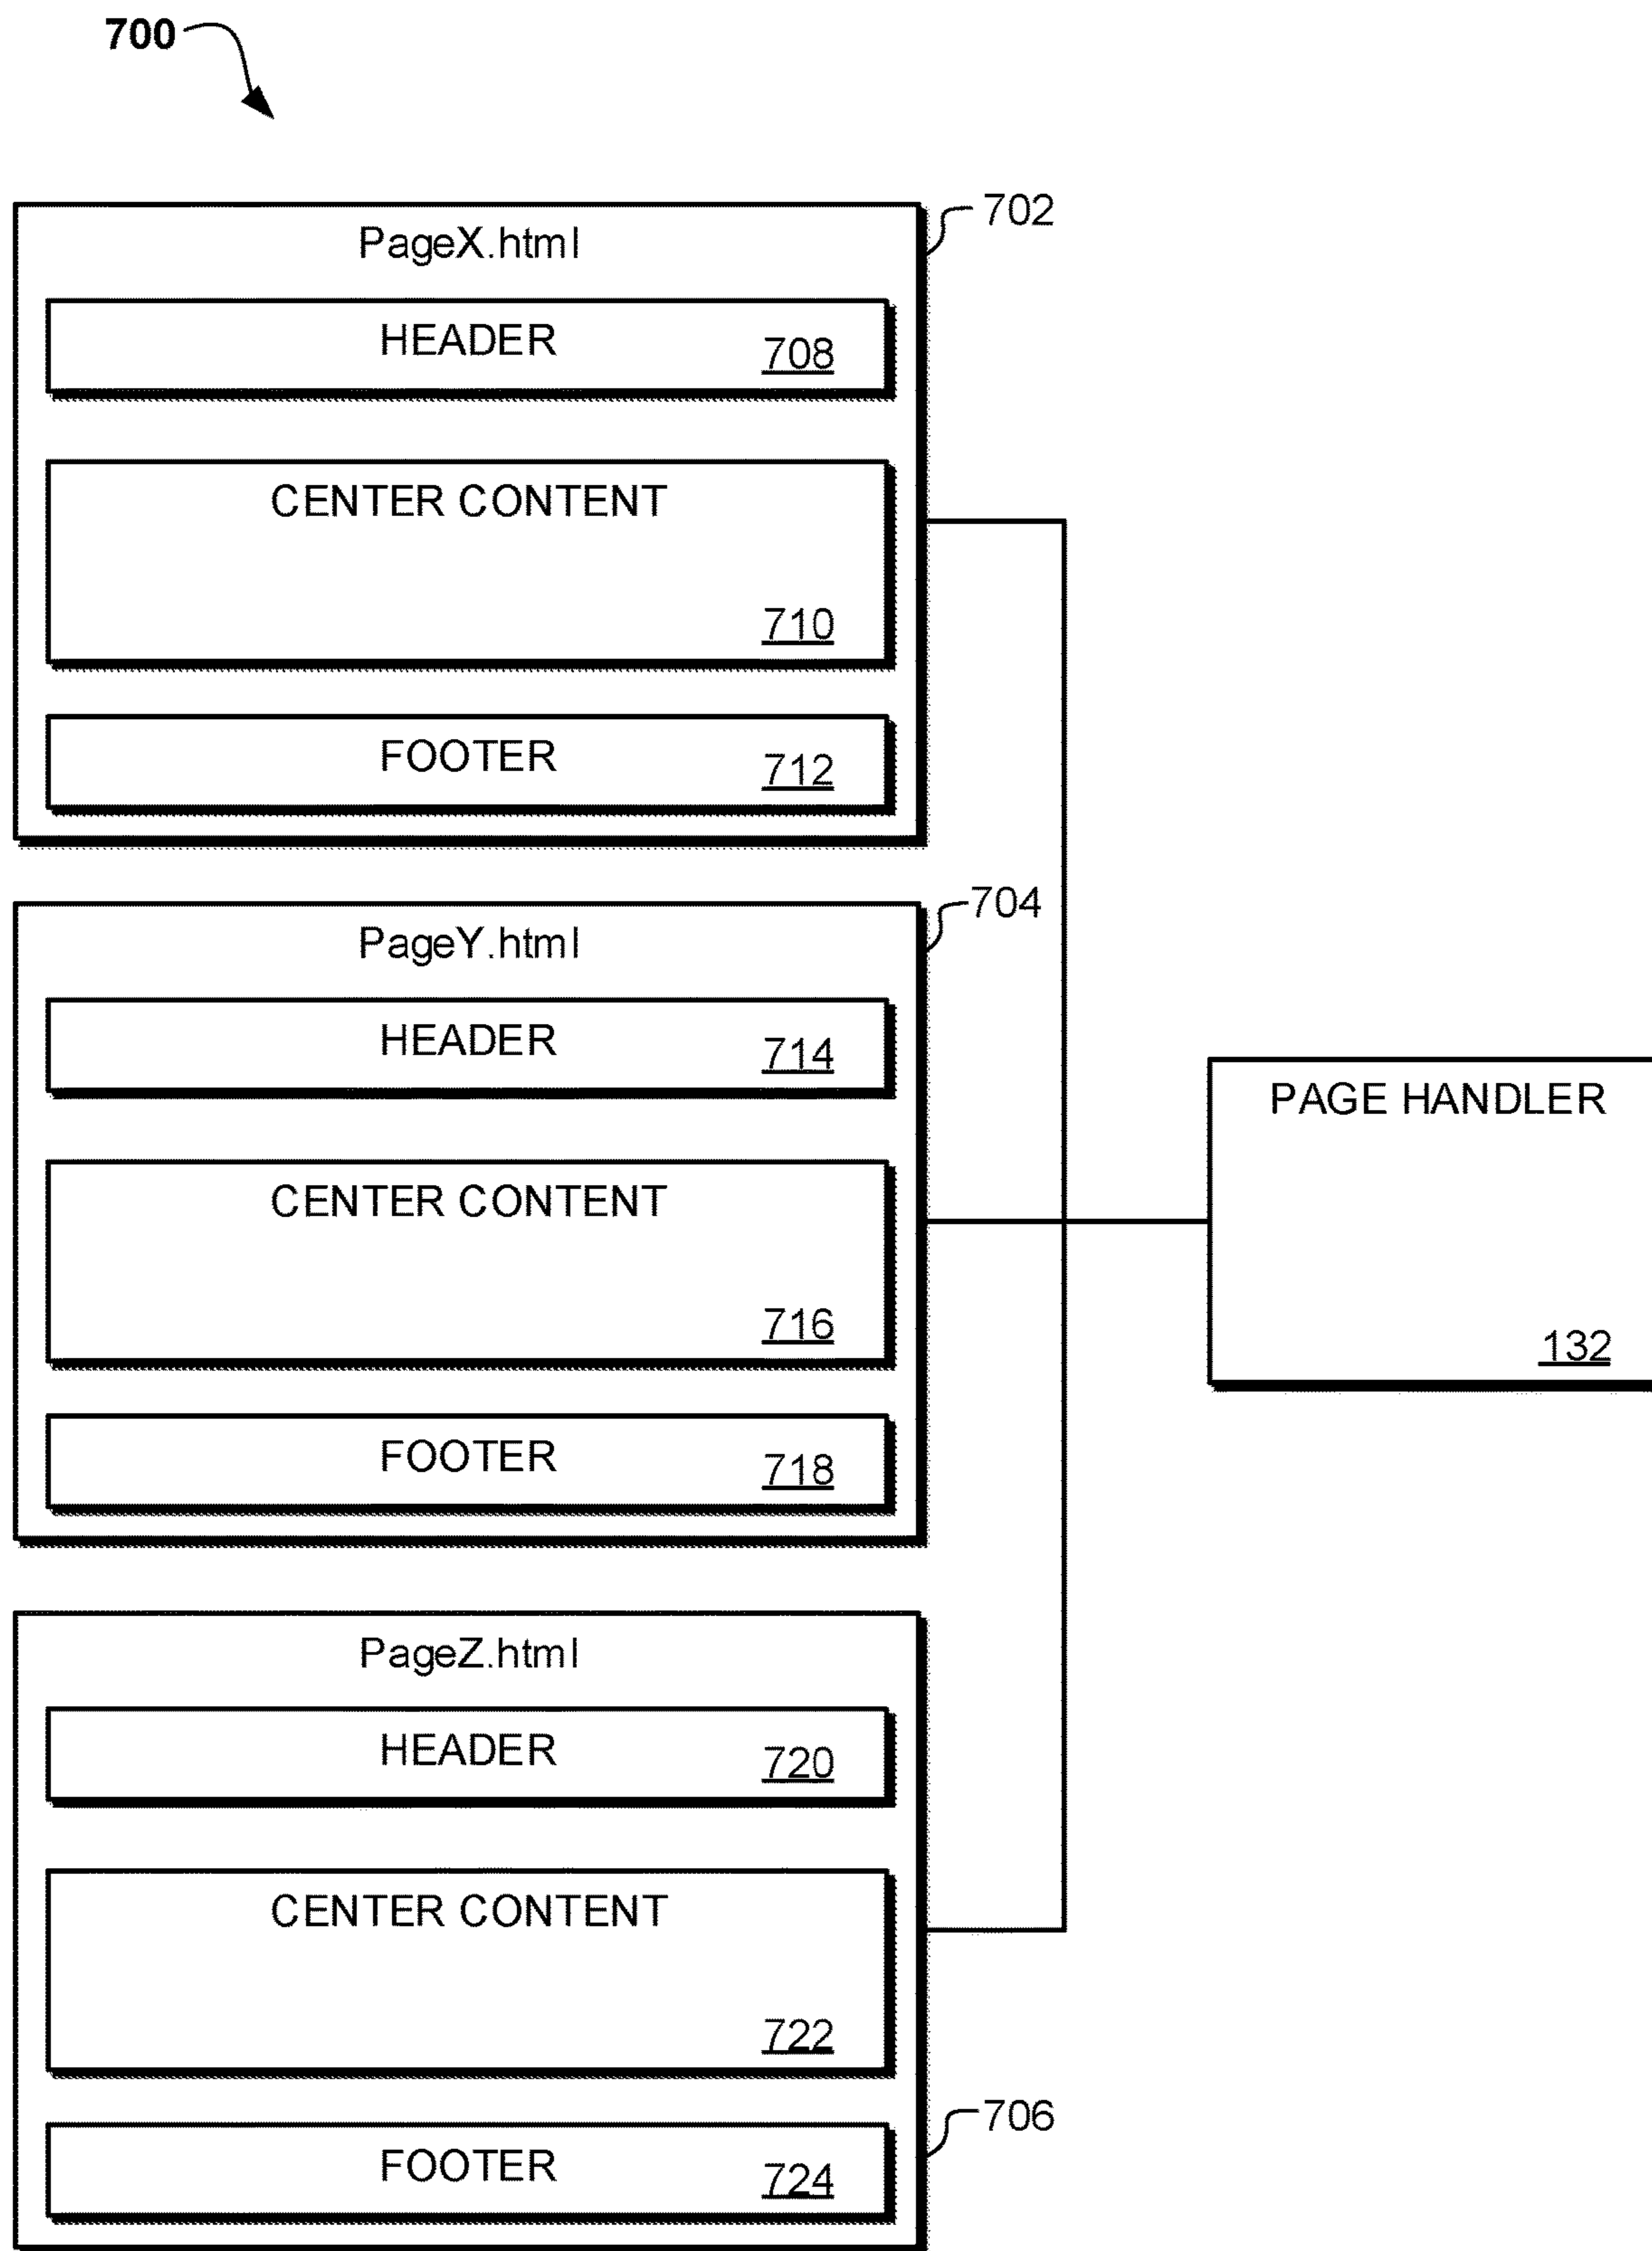 700
702
PageX.html
HEADER
708
CENTER CONTENT
710
FOOTER
712
704
PageY.html
HEADER
714
CENTER CONTENT
716
FOOTER
718
PAGE HANDLER
132
PageZ.html
HEADER
720
CENTER CONTENT
722
706
FOOTER
724